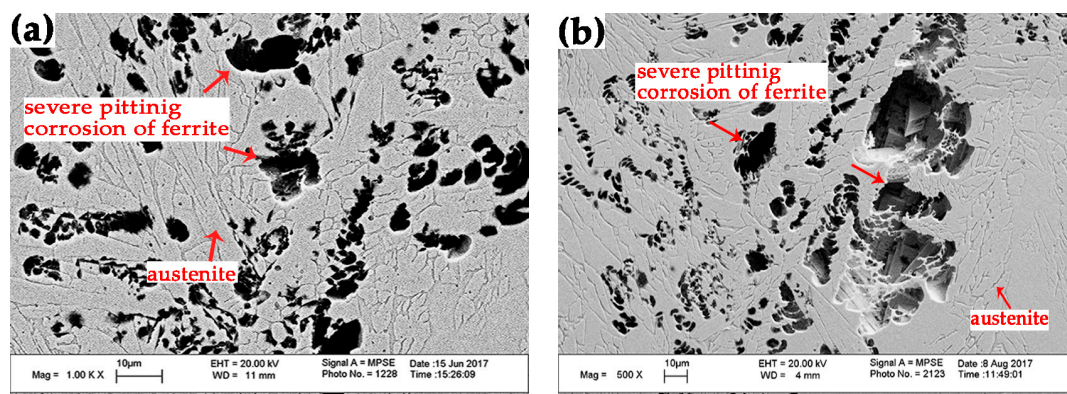 (a)
severe pittinig
corrosion of ferrite
austenite
10µm
Mag = 1.00 K X
EHT = 20.00 kV
WD = 11 mm
Signal A = MPSE
Photo No. = 1228
Date :15 Jun 2017
Time :15:26:09
(b)
severe pittinig
corrosion of ferrite
austenite
10µm
Mag = 500 X
EHT = 20.00 kV
WD = 4 mm
Signal A = MPSE
Photo No. = 2123
Date :8 Aug 2017
Time :11:49:01